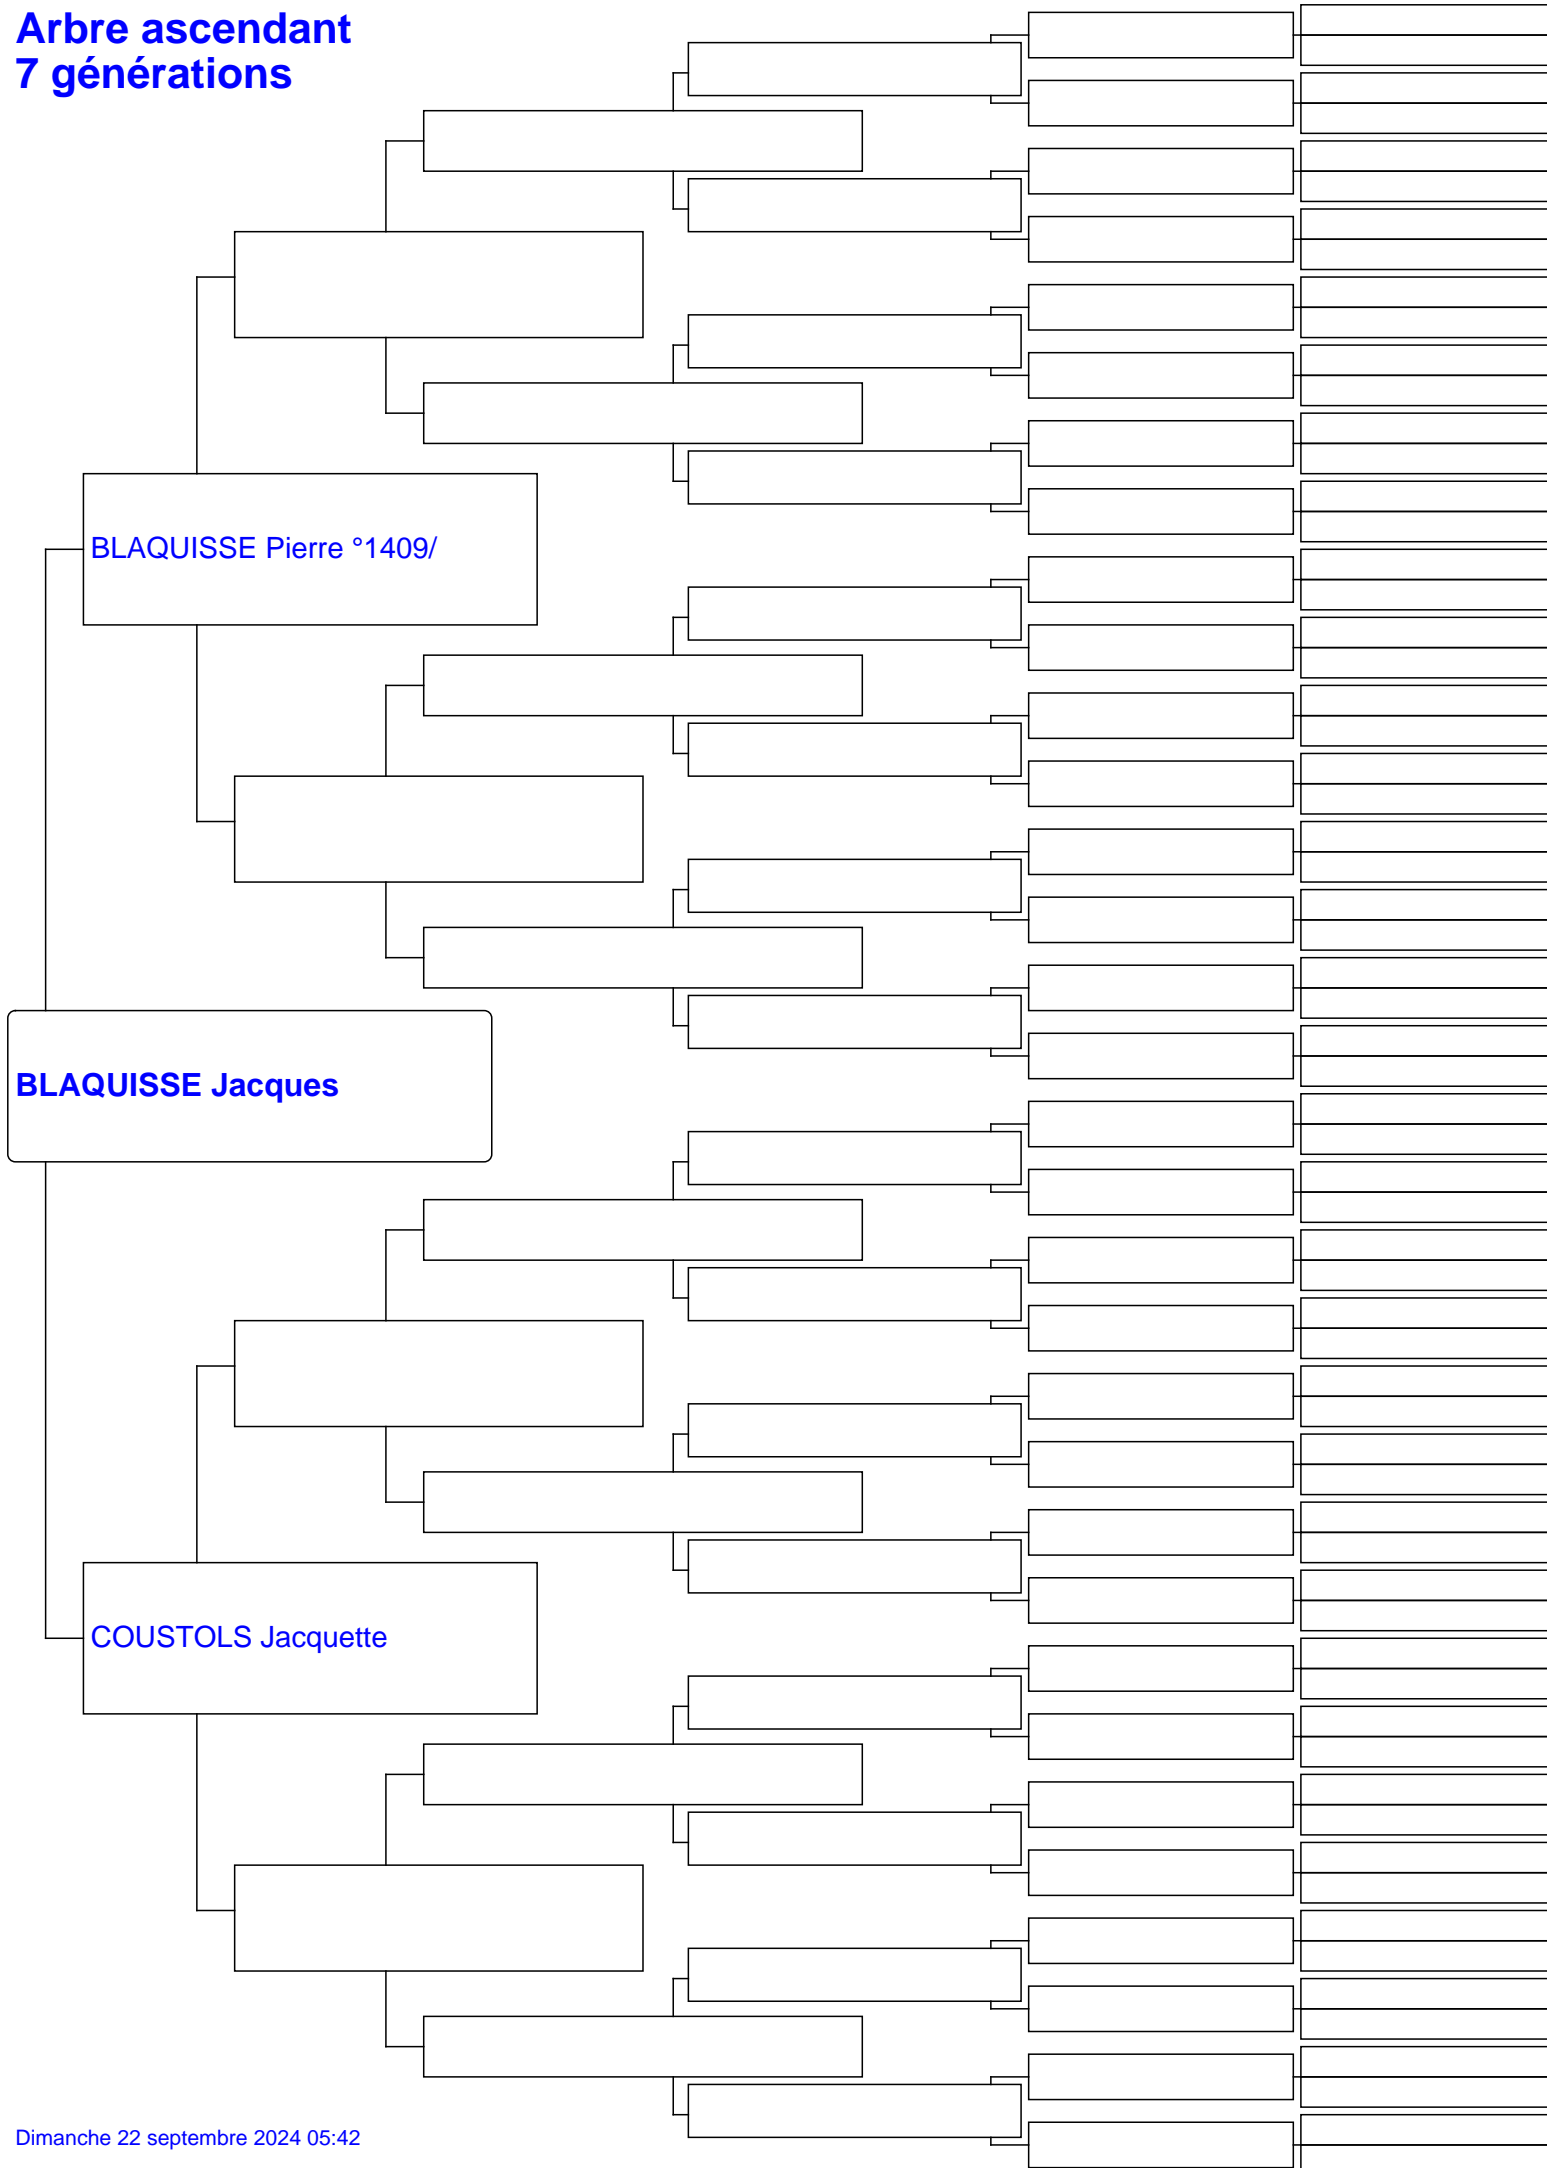 Arbre ascendant
7 générations
BLAQUISSE Pierre °1409/
BLAQUISSE Jacques
COUSTOLS Jacquette
Dimanche 22 septembre 2024 05:42